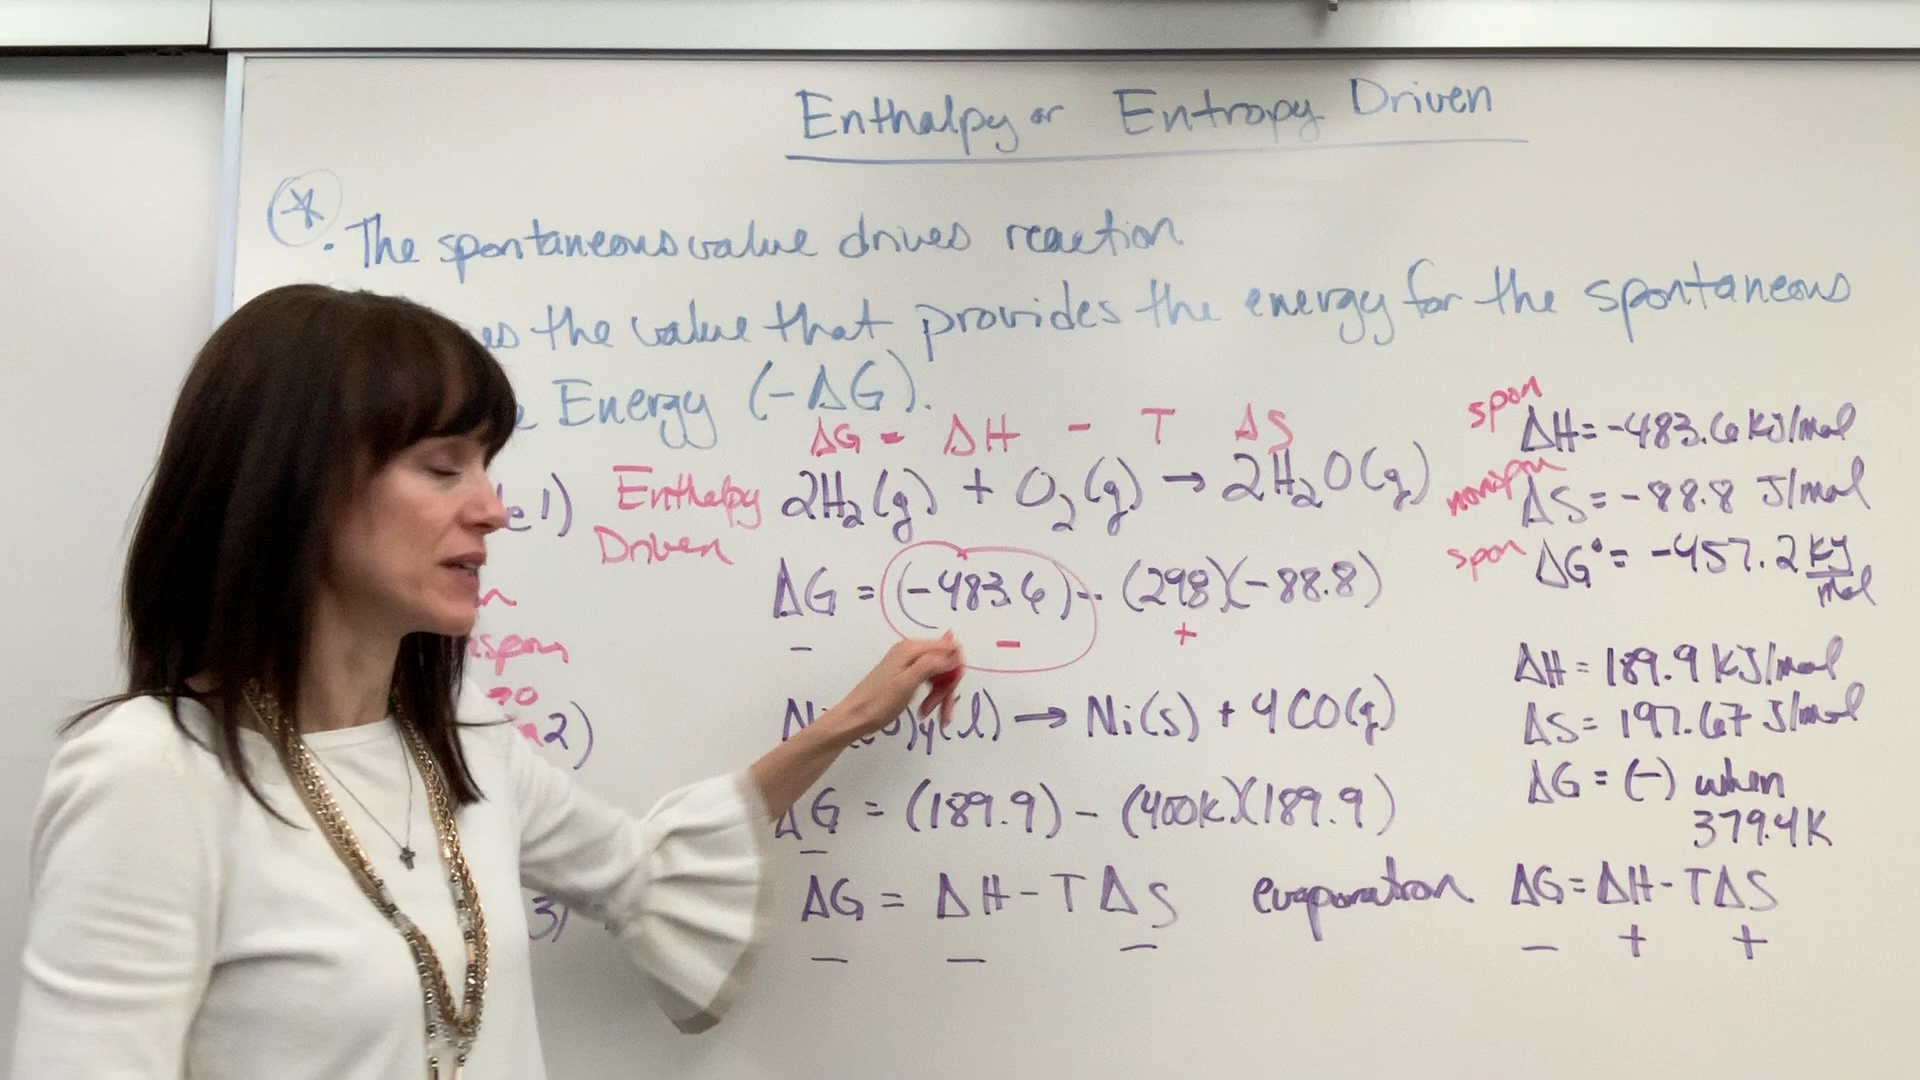 Enthalpy or Entropy Driven
* . The spontaneous value drives reaction
the value that provides the energy for the spontaneous
Energy (-ΔG).
ΔG = ΔH - T ΔS
1) Enthalpy Driven 2H₂(g) + O₂(g) → 2H₂O(g)
spon ΔH = -483.6 KJ/mol
nonspon ΔS = -88.8 J/mol
spon ΔG° = -457.2 kJ/mol
ΔG = (-483.6) - (298)(-88.8)
- - +
2) (l) → Ni(s) + 4CO(g)
ΔH = 189.9 KJ/mol
ΔS = 197.67 J/mol
ΔG = (-) when
379.4K
ΔG = (189.9) - (400K)(189.9)
-
3) ΔG = ΔH - TΔS evaporation ΔG = ΔH - TΔS
- - - - + +